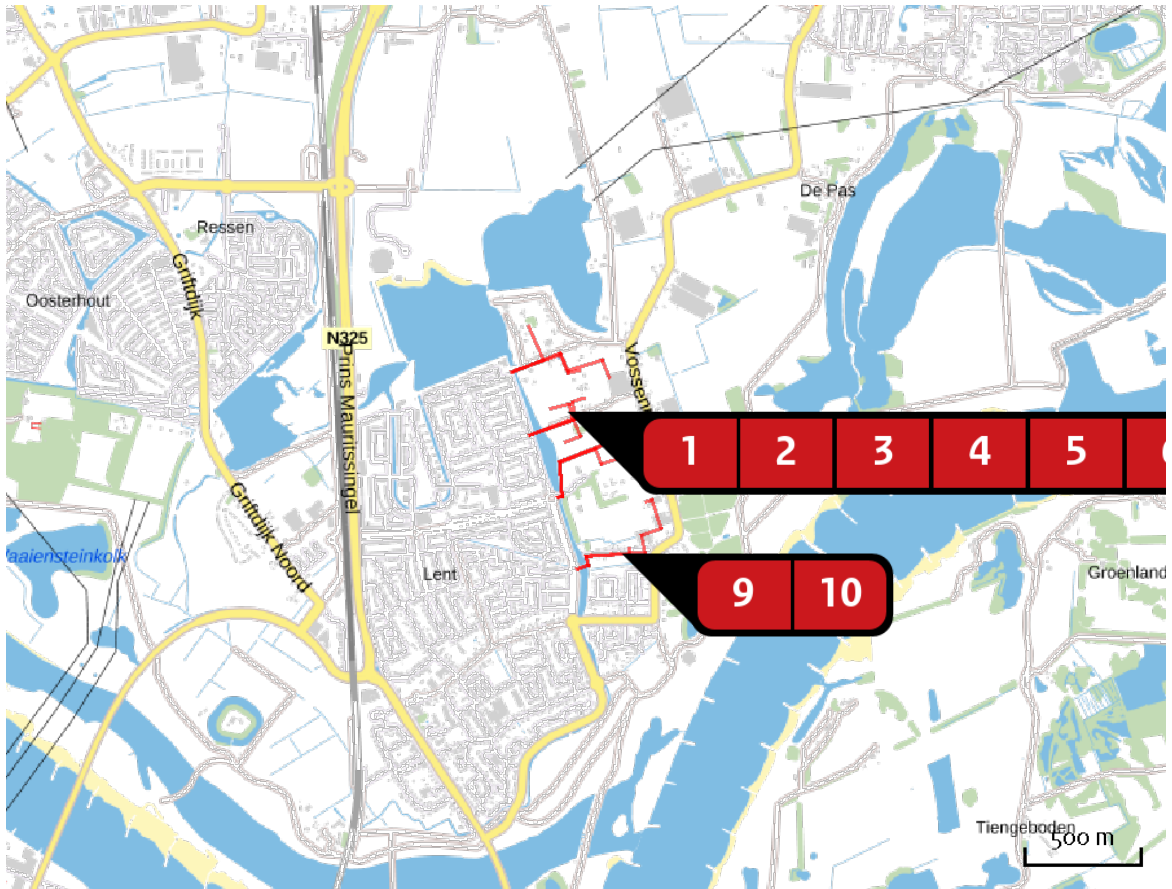 De Pas
Ressen
Griftdijk
Oosterhout
N325
Prins Mauritssingel
1 2 3 4 5
Griftdijk Noord
Lent
Groenland
9 10
Tiengeboden
500 m